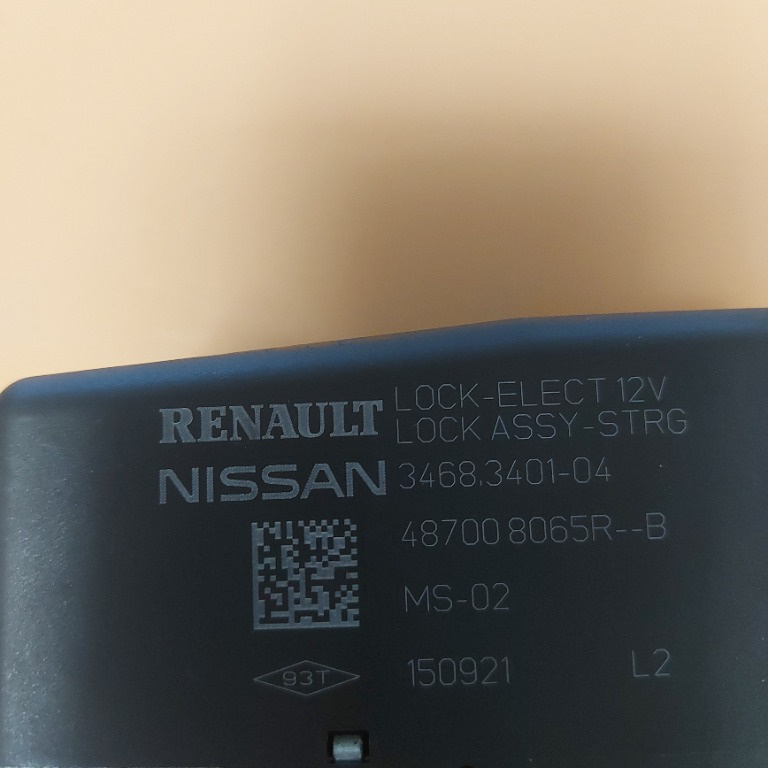 RENAULT LOCK-ELECT 12V
LOCK ASSY-STRG
NISSAN 3468.3401-04
48700 8065R--B
MS-02
93T 150921 L2